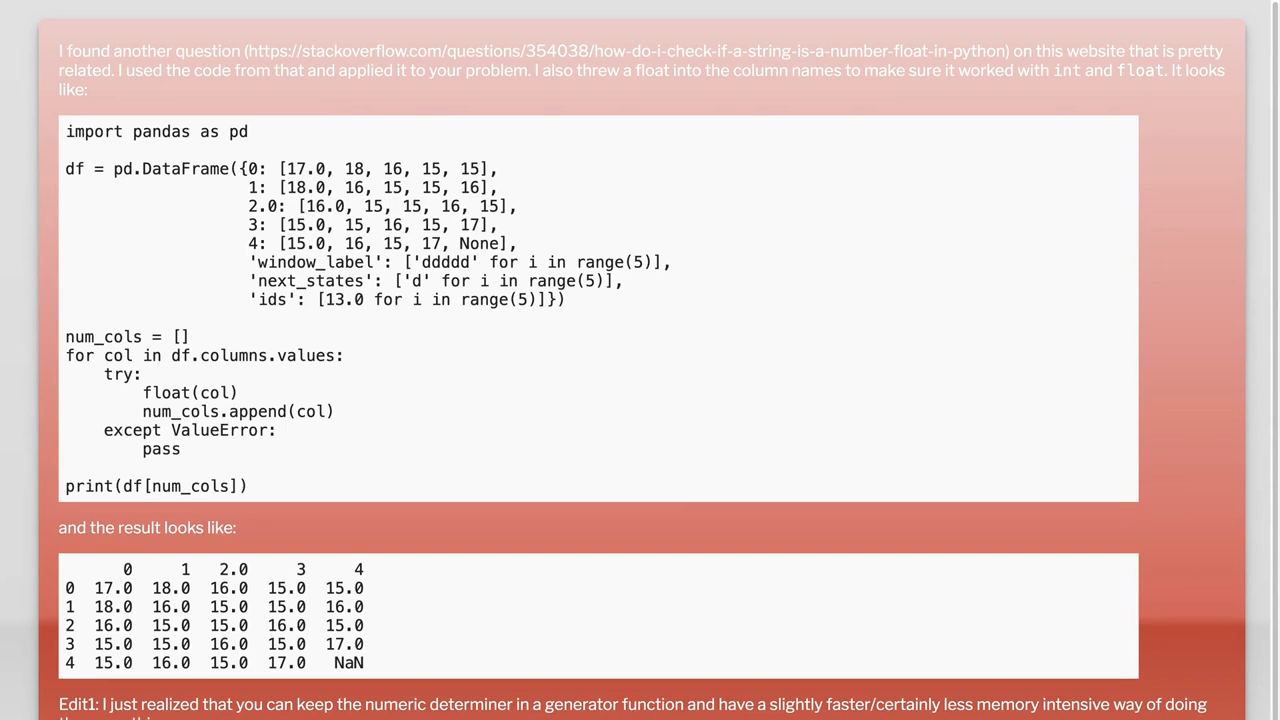 I found another question (https://stackoverflow.com/questions/354038/how-do-i-check-if-a-string-is-a-number-float-in-python) on this website that is pretty
related. I used the code from that and applied it to your problem. I also threw a float into the column names to make sure it worked with int and float. It looks
like:
import pandas as pd
df = pd.DataFrame({0: [17.0, 18, 16, 15, 15],
1: [18.0, 16, 15, 15, 16],
2.0: [16.0, 15, 15, 16, 15],
3: [15.0, 15, 16, 15, 17],
4: [15.0, 16, 15, 17, None],
'window_label': ['ddddd' for i in range(5)],
'next_states': ['d' for i in range(5)],
'ids': [13.0 for i in range(5)]})
num_cols = []
for col in df.columns.values:
try:
float(col)
num_cols.append(col)
except ValueError:
pass
print(df[num_cols])
and the result looks like:
0 1 2.0 3 4
0 17.0 18.0 16.0 15.0 15.0
1 18.0 16.0 15.0 15.0 16.0
2 16.0 15.0 15.0 16.0 15.0
3 15.0 15.0 16.0 15.0 17.0
4 15.0 16.0 15.0 17.0 NaN
Edit1: I just realized that you can keep the numeric determiner in a generator function and have a slightly faster/certainly less memory intensive way of doing